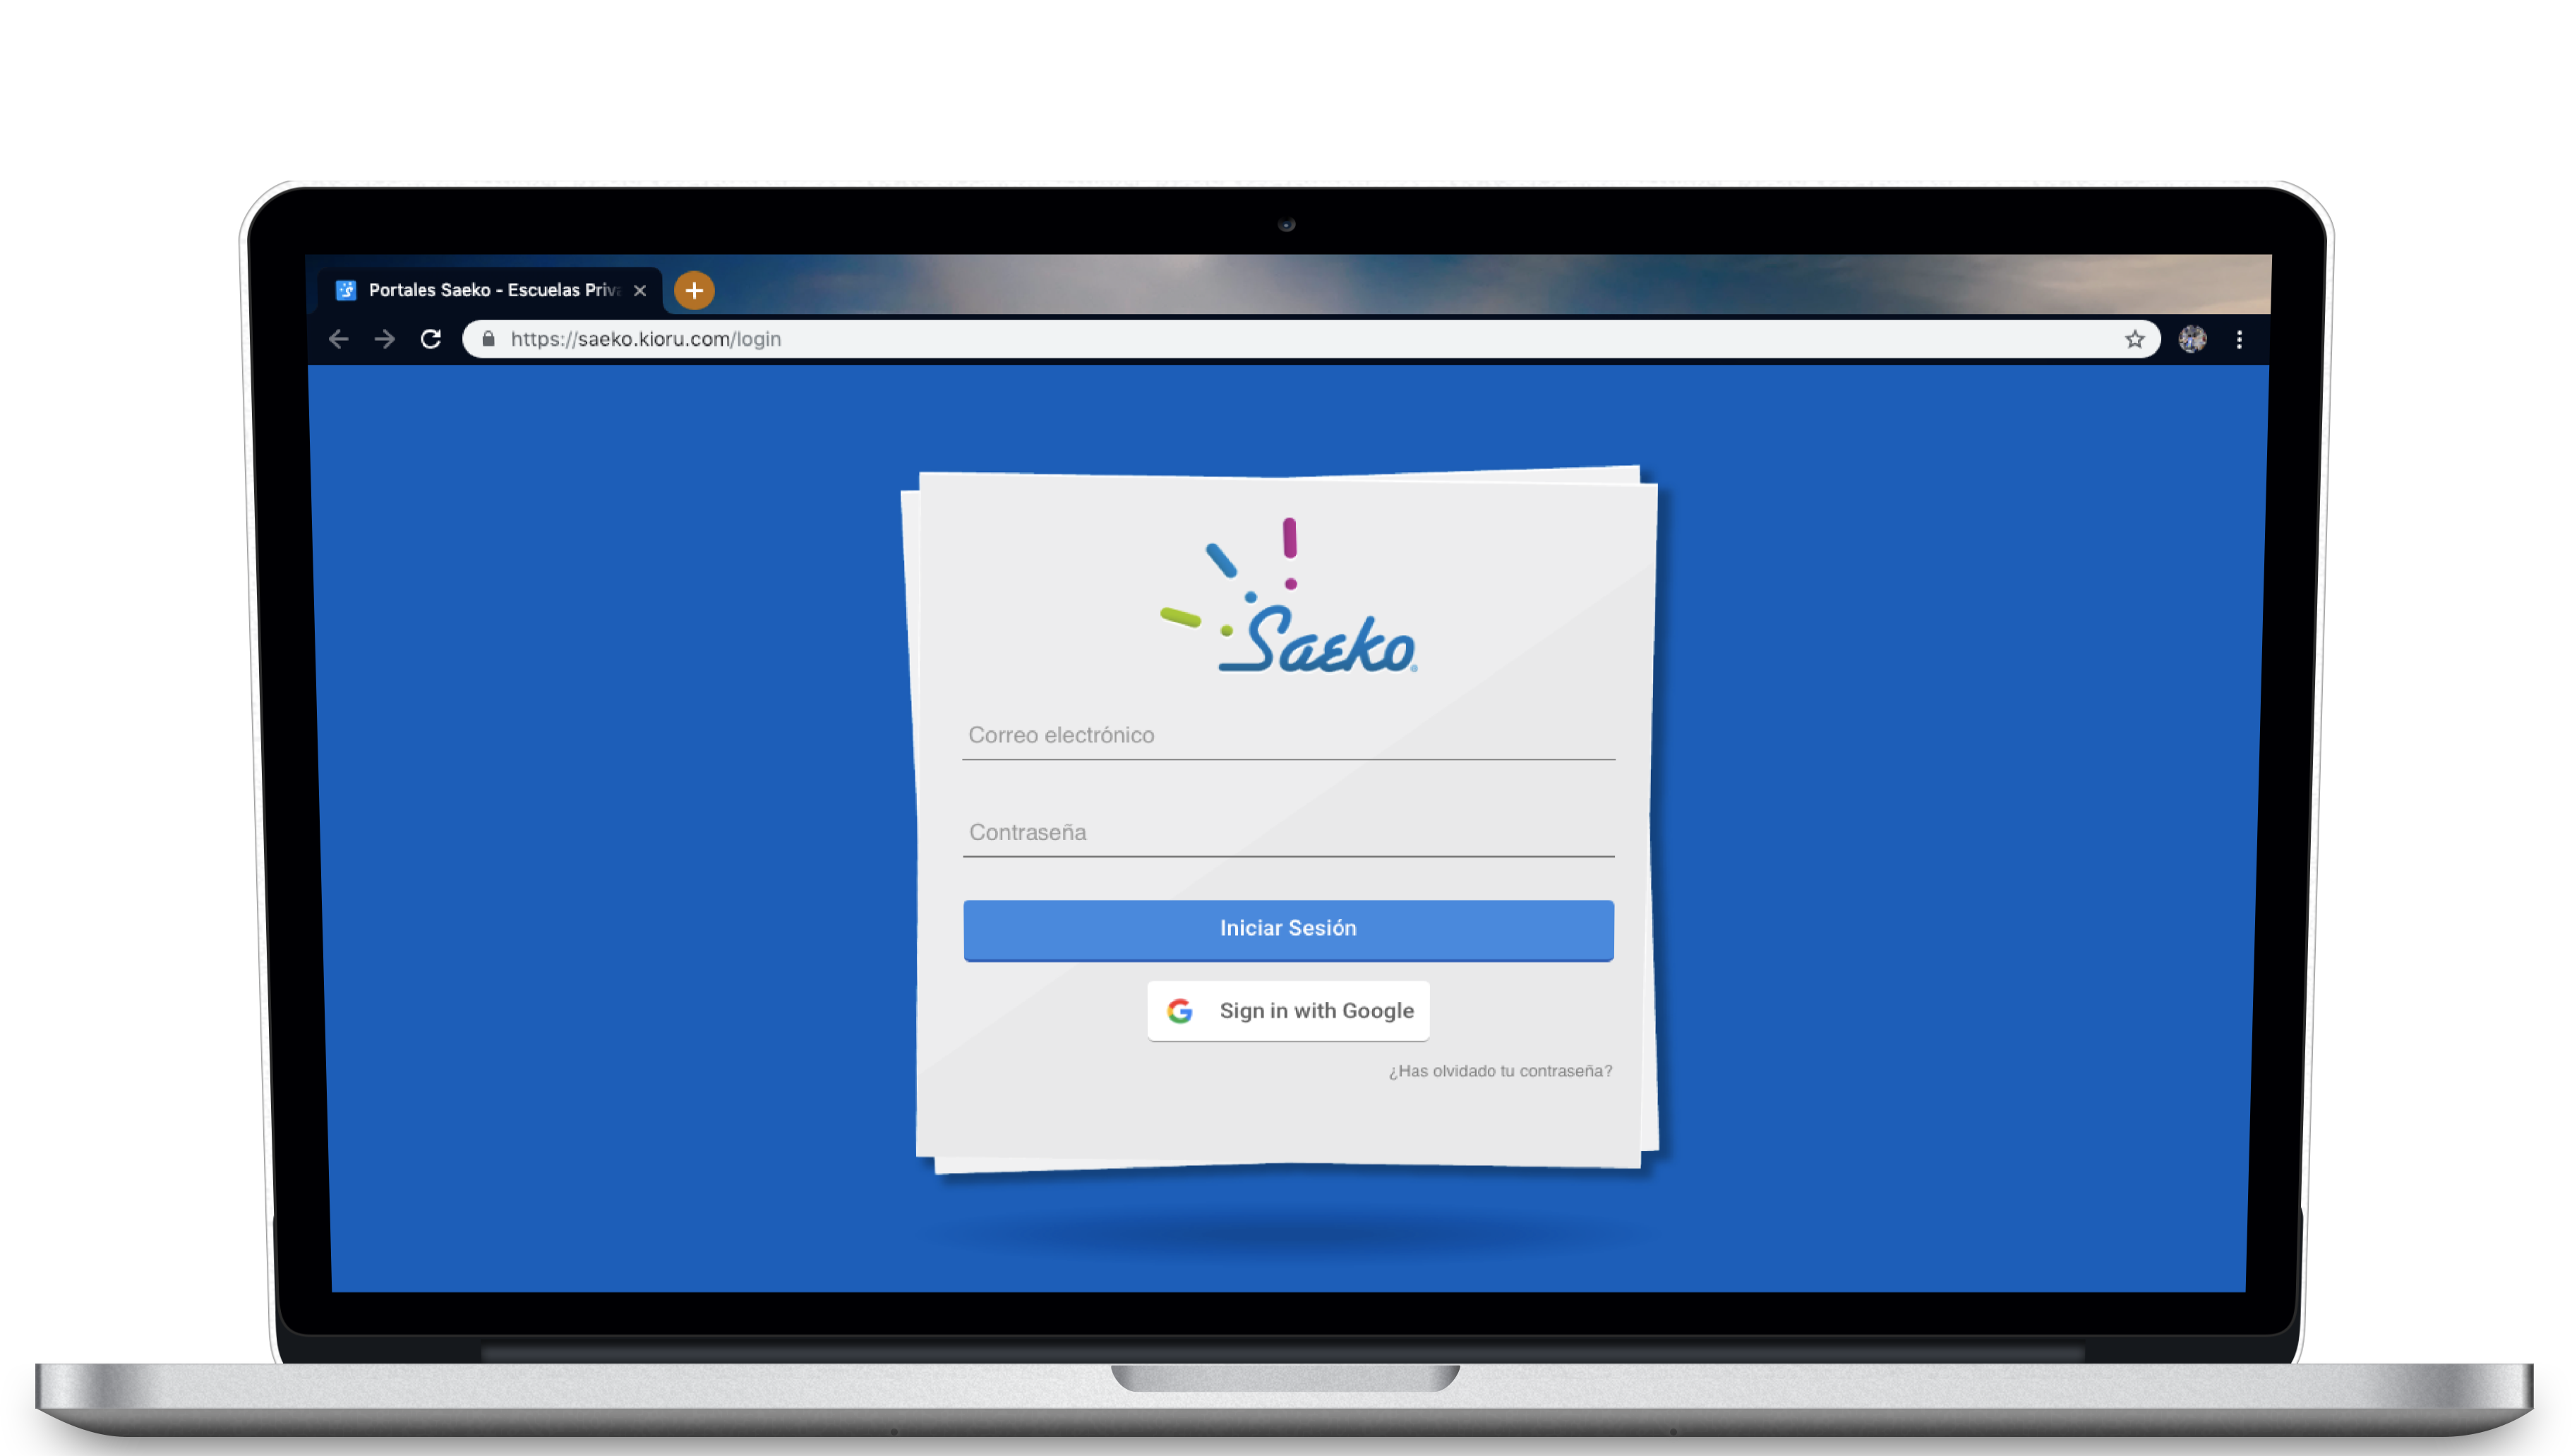 Portales Saeko - Escuelas Priv
https://saeko.kioru.com/login
Saeko®
Correo electrónico
Contraseña
Iniciar Sesión
G Sign in with Google
¿Has olvidado tu contraseña?